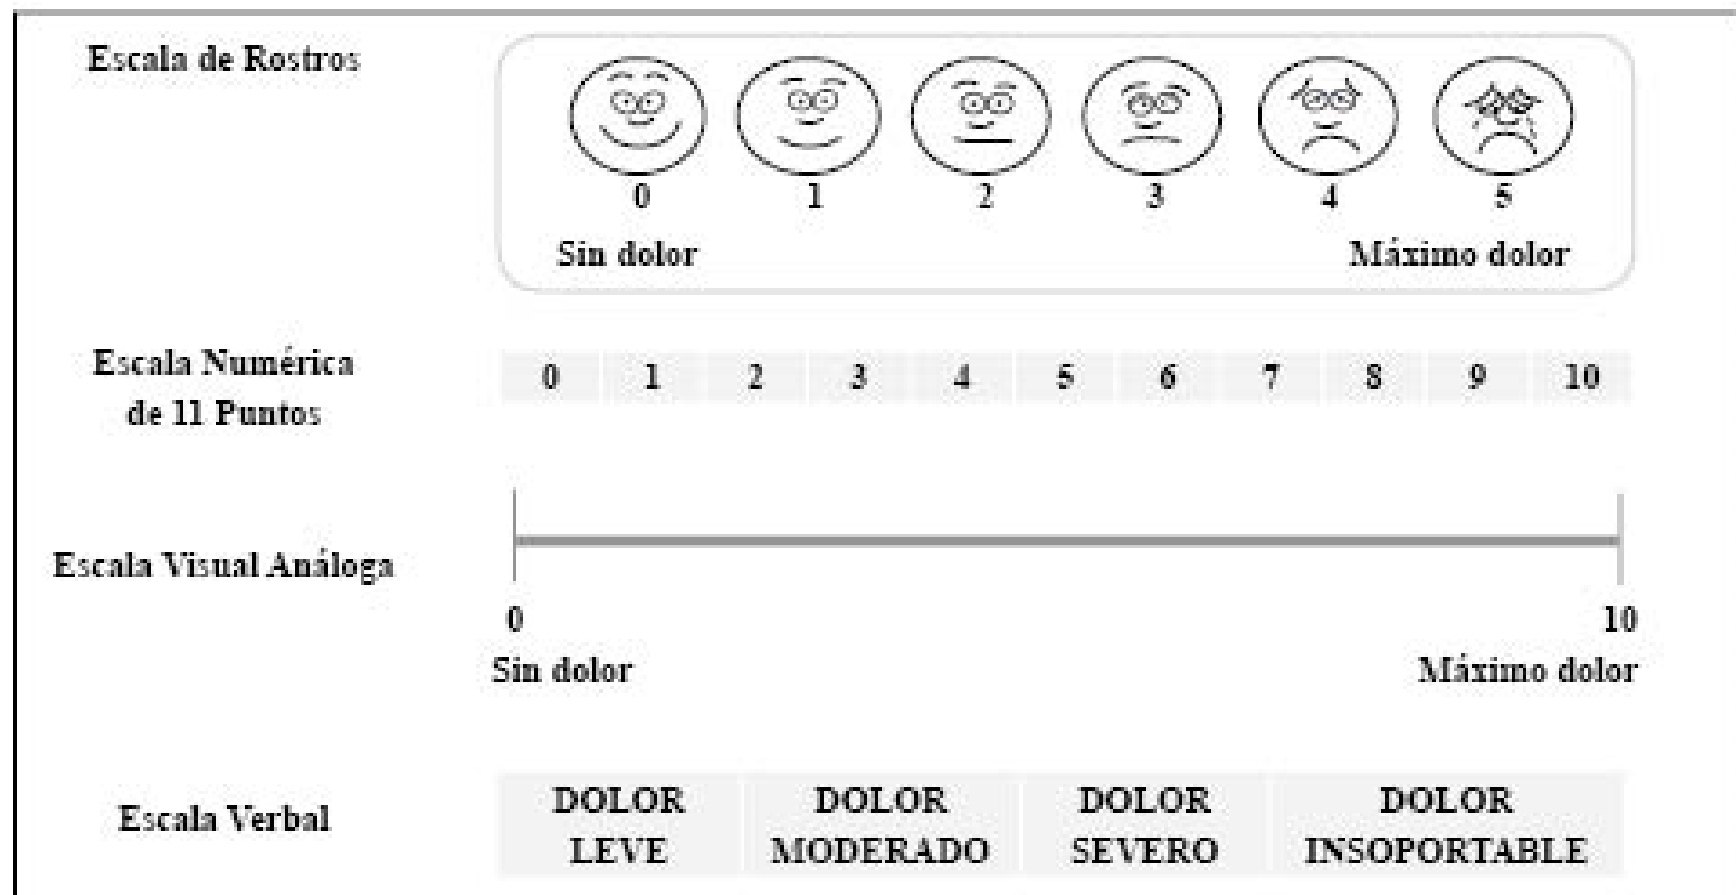 Escala de Rostros
0 1 2 3 4 5
Sin dolor Máximo dolor
Escala Numérica
de 11 Puntos
0 1 2 3 4 5 6 7 8 9 10
Escala Visual Análoga
0 10
Sin dolor Máximo dolor
Escala Verbal
DOLOR LEVE
DOLOR MODERADO
DOLOR SEVERO
DOLOR INSOPORTABLE